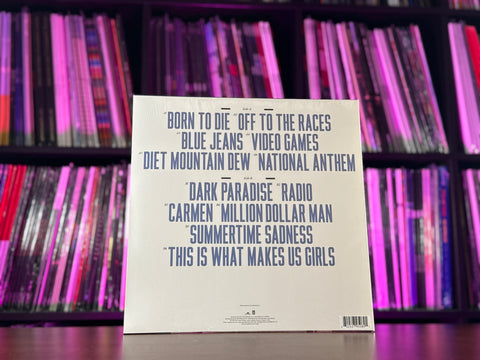 BORN TO DIE OFF TO THE RACES
BLUE JEANS VIDEO GAMES
DIET MOUNTAIN DEW NATIONAL ANTHEM
DARK PARADISE RADIO
CARMEN MILLION DOLLAR MAN
SUMMERTIME SADNESS
THIS IS WHAT MAKES US GIRLS